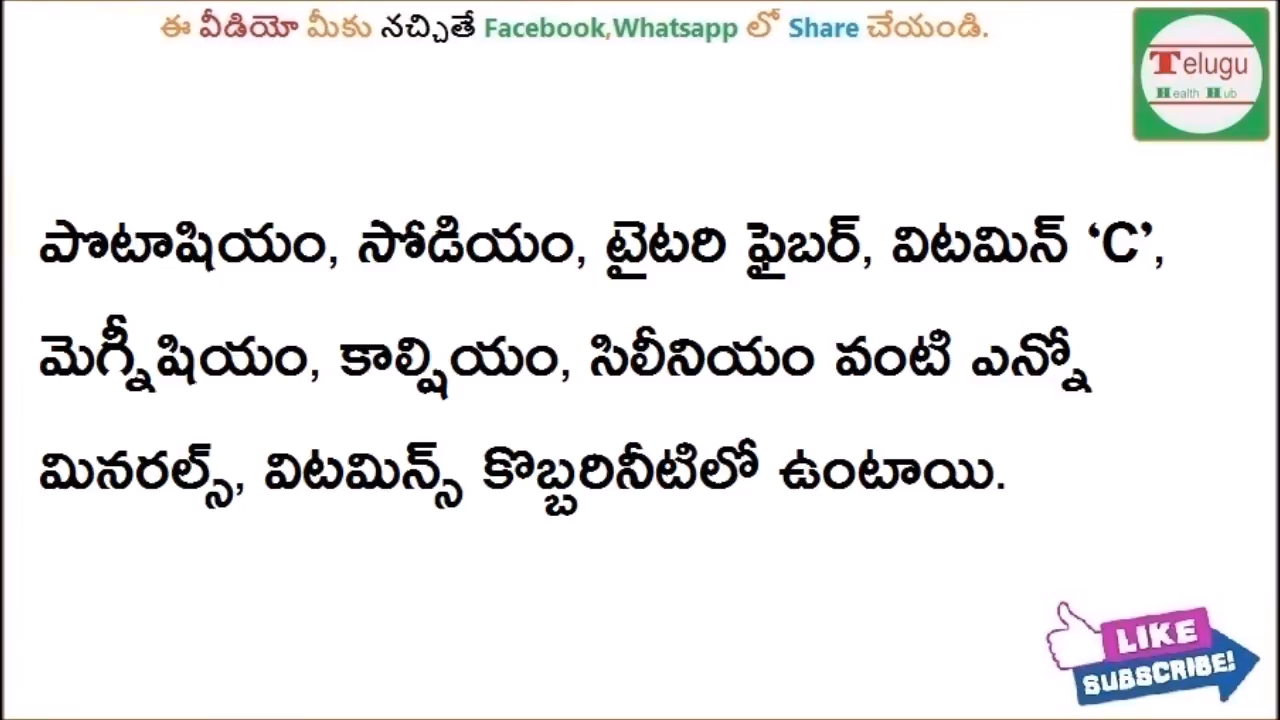 ఈ వీడియో మీకు నచ్చితే Facebook,Whatsapp లో Share చేయండి.
Telugu
Health Hub
పొటాషియం, సోడియం, టైటరి ఫైబర్, విటమిన్ ‘C’,
మెగ్నీషియం, కాల్షియం, సిలీనియం వంటి ఎన్నో
మినరల్స్, విటమిన్స్ కొబ్బరినీటిలో ఉంటాయి.
LIKE
SUBSCRIBE!